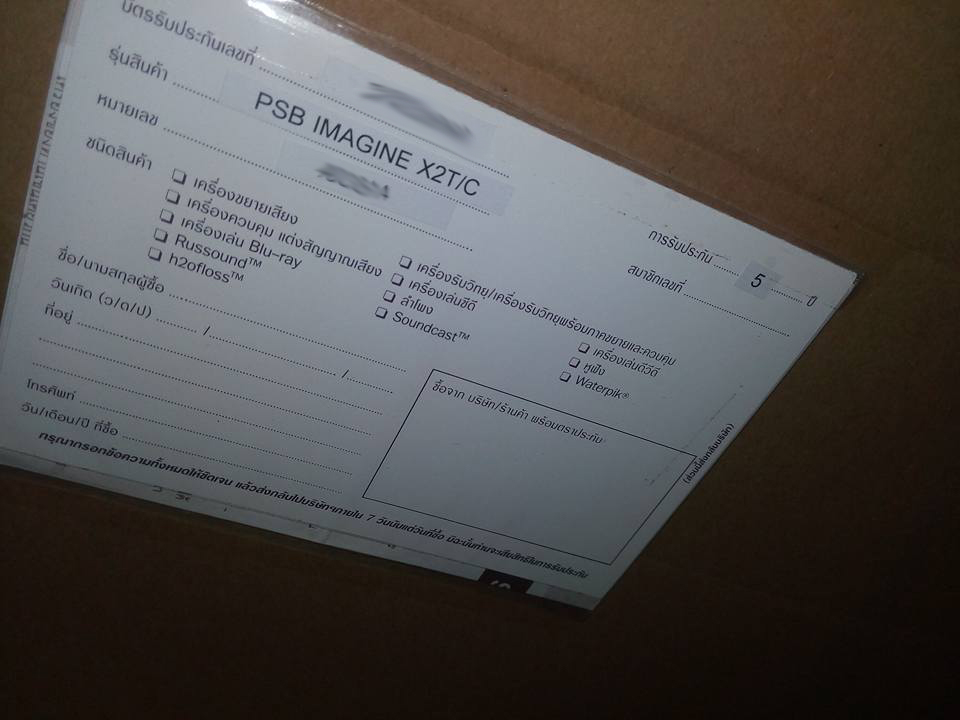 บัตรรับประกันเลขที่
รุ่นสินค้า PSB IMAGINE X2T/C
หมายเลข
การรับประกัน 5 ปี
สมาชิกเลขที่
ชนิดสินค้า
❑ เครื่องขยายเสียง
❑ เครื่องควบคุม แต่งสัญญาณเสียง
❑ เครื่องเล่น Blu-ray
❑ Russound™
❑ h2ofloss™
❑ เครื่องรับวิทยุ/เครื่องรับวิทยุพร้อมภาคขยายและควบคุม
❑ เครื่องเล่นซีดี
❑ ลำโพง
❑ Soundcast™
❑ เครื่องเล่นดีวีดี
❑ หูฟัง
❑ Waterpik®
ชื่อ/นามสกุลผู้ซื้อ
วันเกิด (ว/ด/ป) / /
ที่อยู่
โทรศัพท์
วัน/เดือน/ปี ที่ซื้อ
ซื้อจาก บริษัท/ร้านค้า พร้อมตราประทับ
กรุณากรอกข้อความทั้งหมดให้ชัดเจน แล้วส่งกลับไปบริษัทฯภายใน 7 วันนับแต่วันที่ซื้อ มิฉะนั้นท่านจะเสียสิทธิในการรับประกัน
(ส่วนนี้ส่งกลับบริษัท)